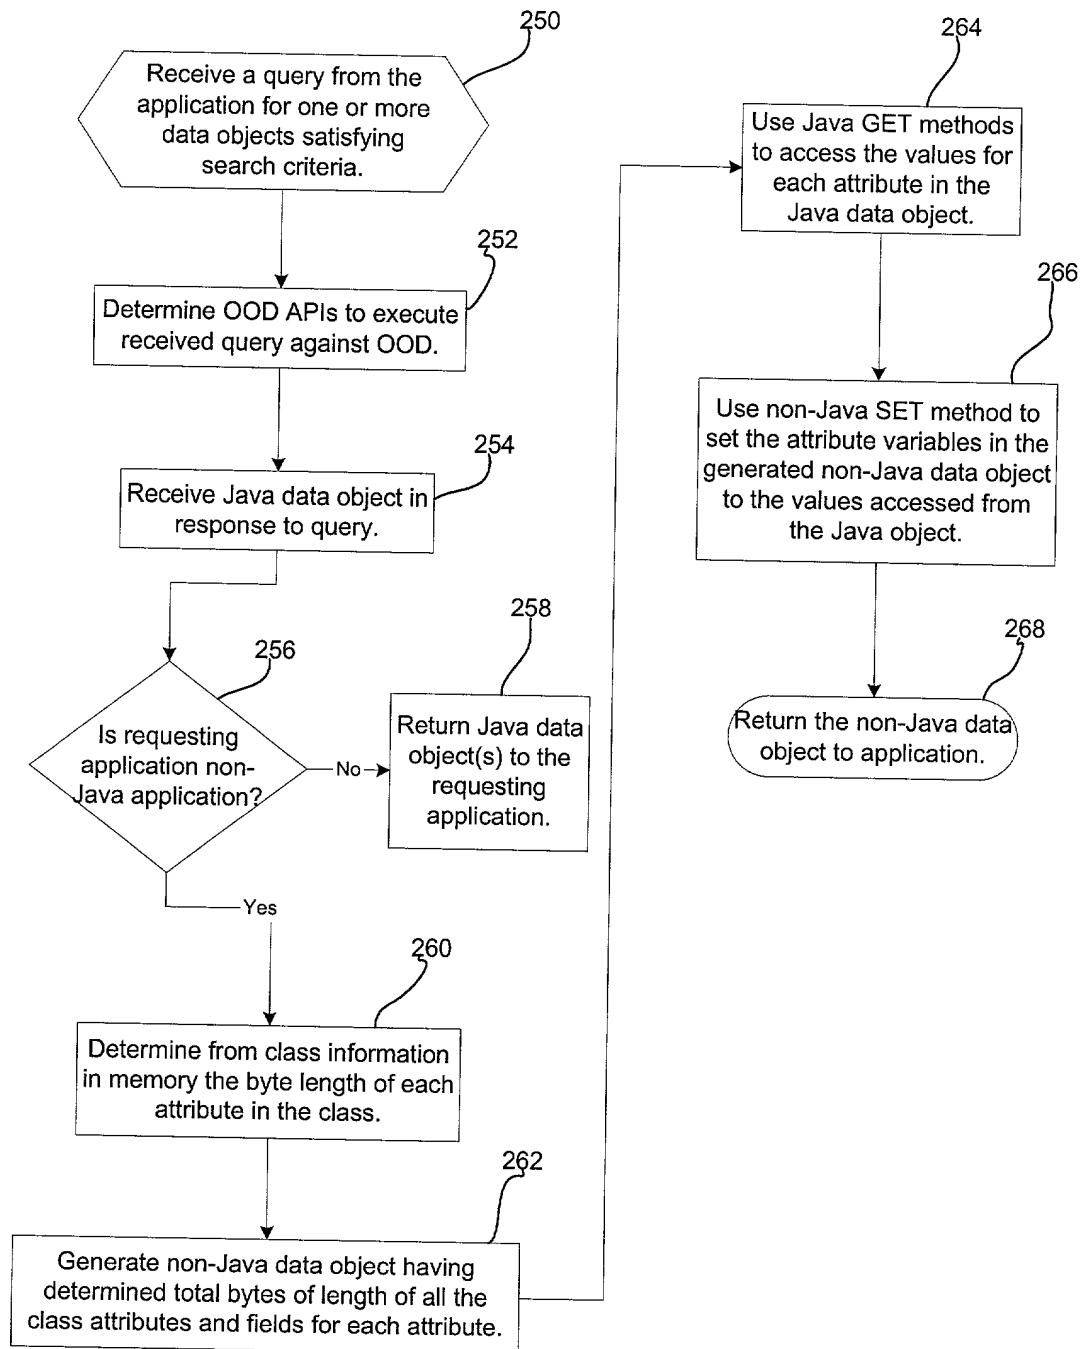 250
Receive a query from the
application for one or more
data objects satisfying
search criteria.
252
Determine OOD APIs to execute
received query against OOD.
254
Receive Java data object in
response to query.
256
Is requesting
application non-
Java application?
No
258
Return Java data
object(s) to the
requesting
application.
Yes
260
Determine from class information
in memory the byte length of each
attribute in the class.
262
Generate non-Java data object having
determined total bytes of length of all the
class attributes and fields for each attribute.
264
Use Java GET methods
to access the values for
each attribute in the
Java data object.
266
Use non-Java SET method to
set the attribute variables in the
generated non-Java data object
to the values accessed from
the Java object.
268
Return the non-Java data
object to application.